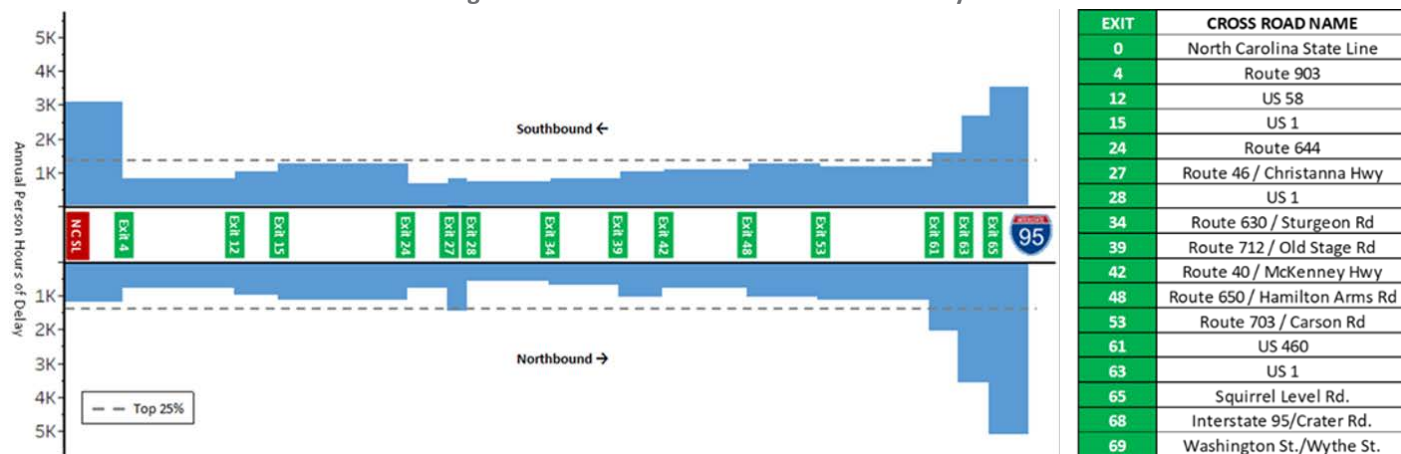 5K
4K
3K
2K
1K
Southbound ←
Annual Person Hours of Delay
NC SL
Exit 4
Exit 12
Exit 15
Exit 24
Exit 27
Exit 28
Exit 34
Exit 39
Exit 42
Exit 48
Exit 53
Exit 61
Exit 63
Exit 65
95
1K
2K
3K
4K
5K
Northbound →
Top 25%
EXIT CROSS ROAD NAME
0 North Carolina State Line
4 Route 903
12 US 58
15 US 1
24 Route 644
27 Route 46 / Christanna Hwy
28 US 1
34 Route 630 / Sturgeon Rd
39 Route 712 / Old Stage Rd
42 Route 40 / McKenney Hwy
48 Route 650 / Hamilton Arms Rd
53 Route 703 / Carson Rd
61 US 460
63 US 1
65 Squirrel Level Rd.
68 Interstate 95/Crater Rd.
69 Washington St./Wythe St.